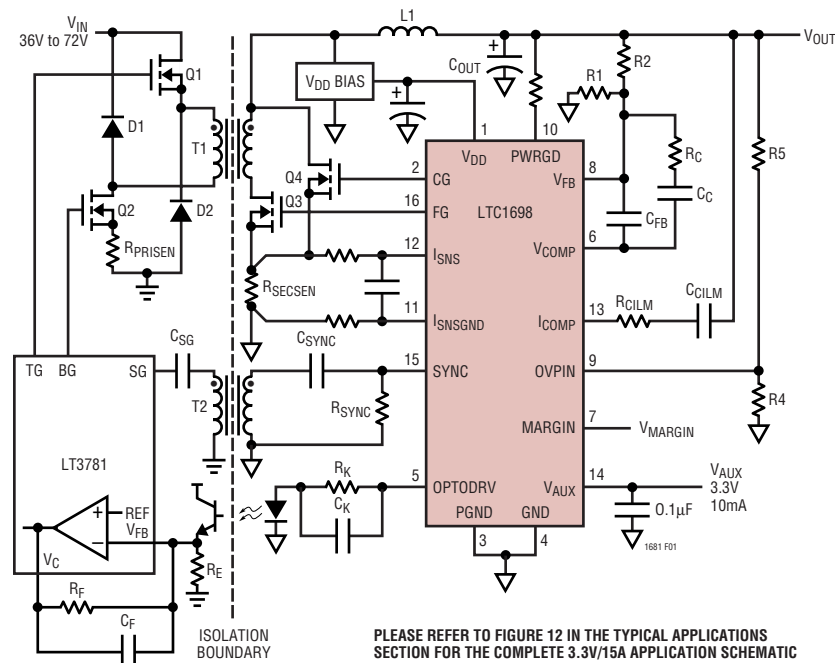 V_IN
36V to 72V
Q1
D1
T1
Q2
D2
R_PRISEN
L1
V_OUT
C_OUT
+
V_DD BIAS
+
R1
R2
R5
1
10
V_DD
PWRGD
Q4
2
CG
V_FB
8
R_C
C_C
Q3
16
FG
LTC1698
C_FB
12
I_SNS
V_COMP
6
R_SECSEN
11
I_SNSGND
I_COMP
13
R_CILM
C_CILM
TG
BG
SG
C_SG
C_SYNC
15
SYNC
OVPIN
9
T2
R_SYNC
R4
MARGIN
7
V_MARGIN
LT3781
R_K
5
OPTODRV
V_AUX
14
V_AUX
3.3V
10mA
C_K
PGND
GND
0.1µF
+
REF
V_FB
–
V_C
R_E
3
4
1681 F01
R_F
C_F
ISOLATION
BOUNDARY
PLEASE REFER TO FIGURE 12 IN THE TYPICAL APPLICATIONS
SECTION FOR THE COMPLETE 3.3V/15A APPLICATION SCHEMATIC